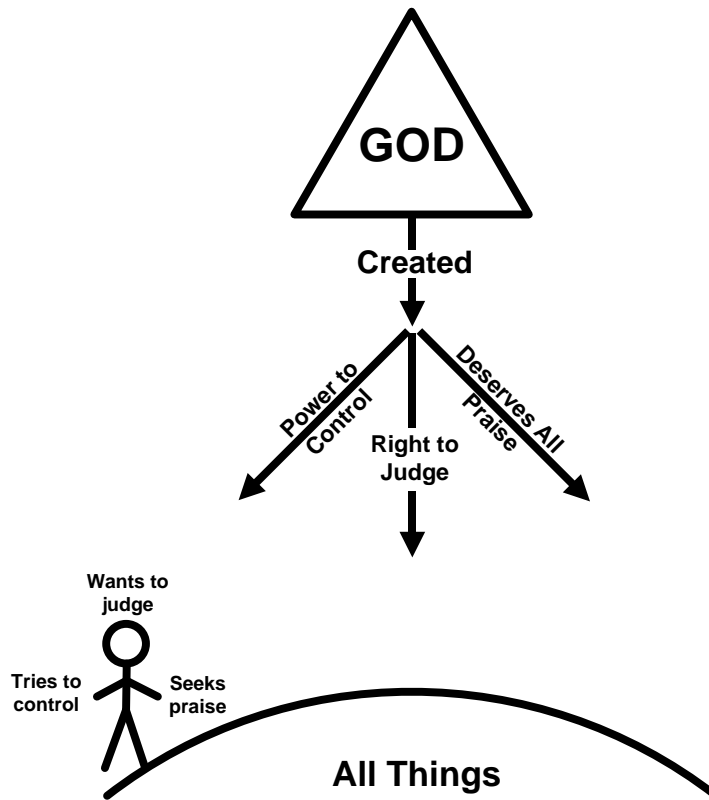 GOD
Created
Power to
Control
Right to
Judge
Deserves All
Praise
Wants to
judge
Tries to
control
Seeks
praise
All Things